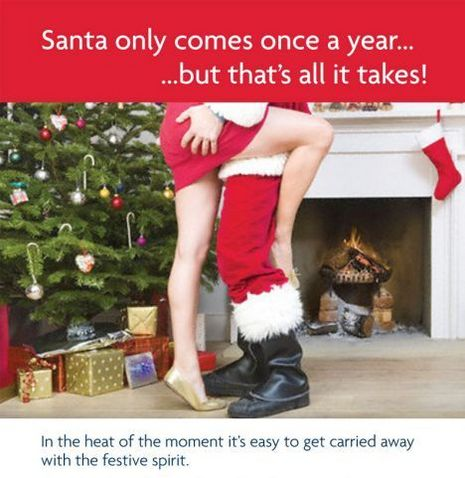 Santa only comes once a year...
...but that's all it takes!
In the heat of the moment it's easy to get carried away
with the festive spirit.